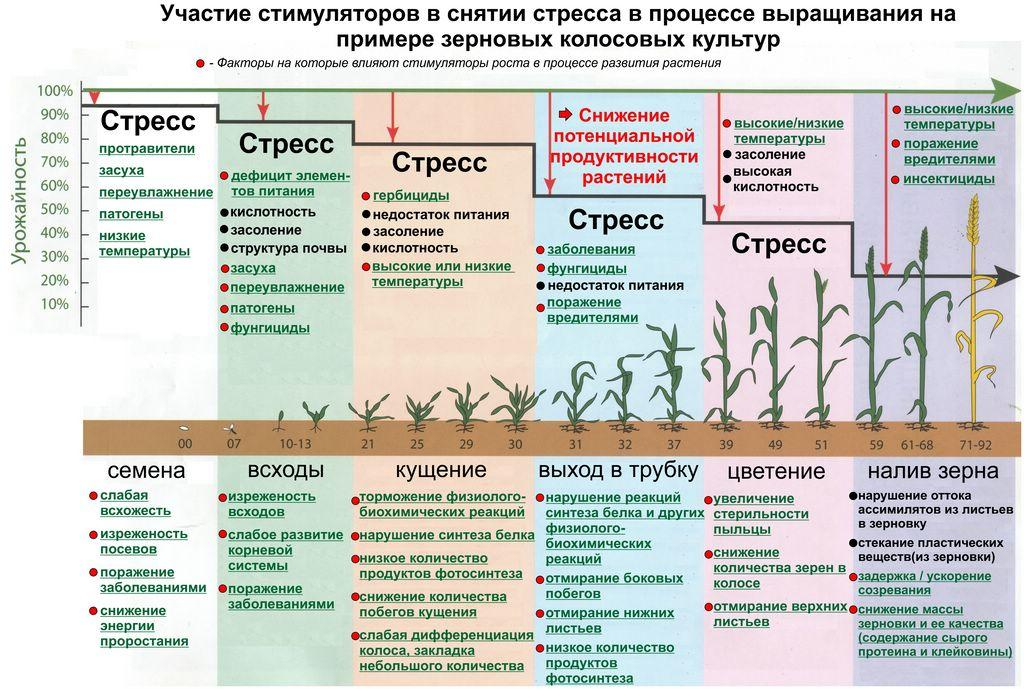 Участие стимуляторов в снятии стресса в процессе выращивания на
примере зерновых колосовых культур
- Факторы на которые влияют стимуляторы роста в процессе развития растения
Урожайность
100%
90%
80%
70%
60%
50%
40%
30%
20%
10%
Стресс
протравители
засуха
переувлажнение
патогены
низкие
температуры
Стресс
дефицит элемен-
тов питания
кислотность
засоление
структура почвы
засуха
переувлажнение
патогены
фунгициды
Стресс
гербициды
недостаток питания
засоление
кислотность
высокие или низкие
температуры
Снижение
потенциальной
продуктивности
растений
Стресс
заболевания
фунгициды
недостаток питания
поражение
вредителями
высокие/низкие
температуры
засоление
высокая
кислотность
Стресс
высокие/низкие
температуры
поражение
вредителями
инсектициды
00 07 10-13 21 25 29 30 31 32 37 39 49 51 59 61-68 71-92
семена
слабая
всхожесть
изреженость
посевов
поражение
заболеваниями
снижение
энергии
проростания
всходы
изреженость
всходов
слабое развитие
корневой
системы
поражение
заболеваниями
кущение
торможение физиолого-
биохимических реакций
нарушение синтеза белка
низкое количество
продуктов фотосинтеза
снижение количества
побегов кущения
слабая дифференциация
колоса, закладка
небольшого количества
выход в трубку
нарушение реакций
синтеза белка и других
физиолого-
биохимических
реакций
отмирание боковых
побегов
отмирание нижних
листьев
низкое количество
продуктов
фотосинтеза
цветение
увеличение
стерильности
пыльцы
снижение
количества зерен в
колосе
отмирание верхних
листьев
налив зерна
нарушение оттока
ассимилятов из листьев
в зерновку
стекание пластических
веществ(из зерновки)
задержка / ускорение
созревания
снижение массы
зерновки и ее качества
(содержание сырого
протеина и клейковины)